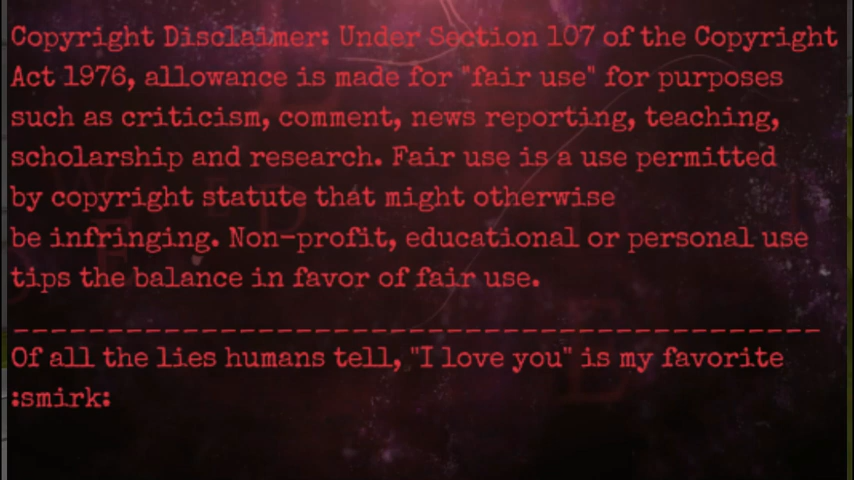 Copyright Disclaimer: Under Section 107 of the Copyright
Act 1976, allowance is made for "fair use" for purposes
such as criticism, comment, news reporting, teaching,
scholarship and research. Fair use is a use permitted
by copyright statute that might otherwise
be infringing. Non-profit, educational or personal use
tips the balance in favor of fair use.
_____________________________________________
Of all the lies humans tell, "I love you" is my favorite
:smirk: